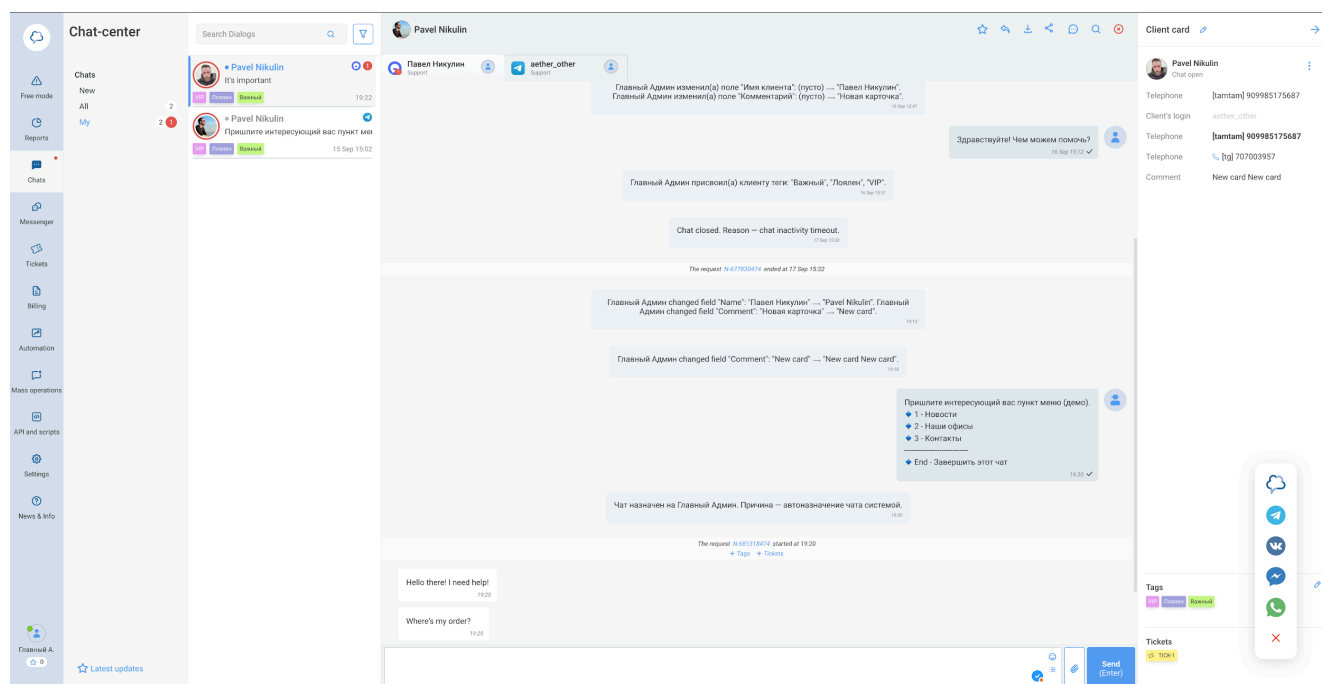 Chat-center
Free mode
Reports
Chats
Messenger
Tickets
Billing
Automation
Mass operations
API and scripts
Settings
News & Info
Главный А.
0
Chats
New
All
2
My
2 1
Latest updates
Search Dialogs
Pavel Nikulin
1
It's important
VIP Лоялен Важный
19:22
Pavel Nikulin
Пришлите интересующий вас пункт ме
VIP Лоялен Важный
15 Sep 15:02
Pavel Nikulin
Павел Никулин
Support
aether_other
Support
Главный Админ изменил(а) поле "Имя клиента": (пусто) → "Павел Никулин".
Главный Админ изменил(а) поле "Комментарий": (пусто) → "Новая карточка".
Здравствуйте! Чем можем помочь?
16 Sep 15:12
Главный Админ присвоил(а) клиенту теги: "Важный", "Лоялен", "VIP".
Chat closed. Reason — chat inactivity timeout.
The request N-677830474 ended at 17 Sep 15:32
Главный Админ changed field "Name": "Павел Никулин" → "Pavel Nikulin". Главный
Админ changed field "Comment": "Новая карточка" → "New card".
19:13
Главный Админ changed field "Comment": "New card" → "New card New card".
Пришлите интересующий вас пункт меню (демо).
1 - Новости
2 - Наши офисы
3 - Контакты
----------------------------
End - Завершить этот чат
19:20
Чат назначен на Главный Админ. Причина — автоназначение чата системой.
The request N-681318474 started at 19:20
+ Tags + Tickets
Hello there! I need help!
19:20
Where's my order?
19:20
Send
(Enter)
Client card
Pavel Nikulin
Chat open
Telephone [tamtam] 909985175687
Client's login aether_other
Telephone [tamtam] 909985175687
Telephone [tg] 707003957
Comment New card New card
Tags
VIP Лоялен Важный
Tickets
TICK-1